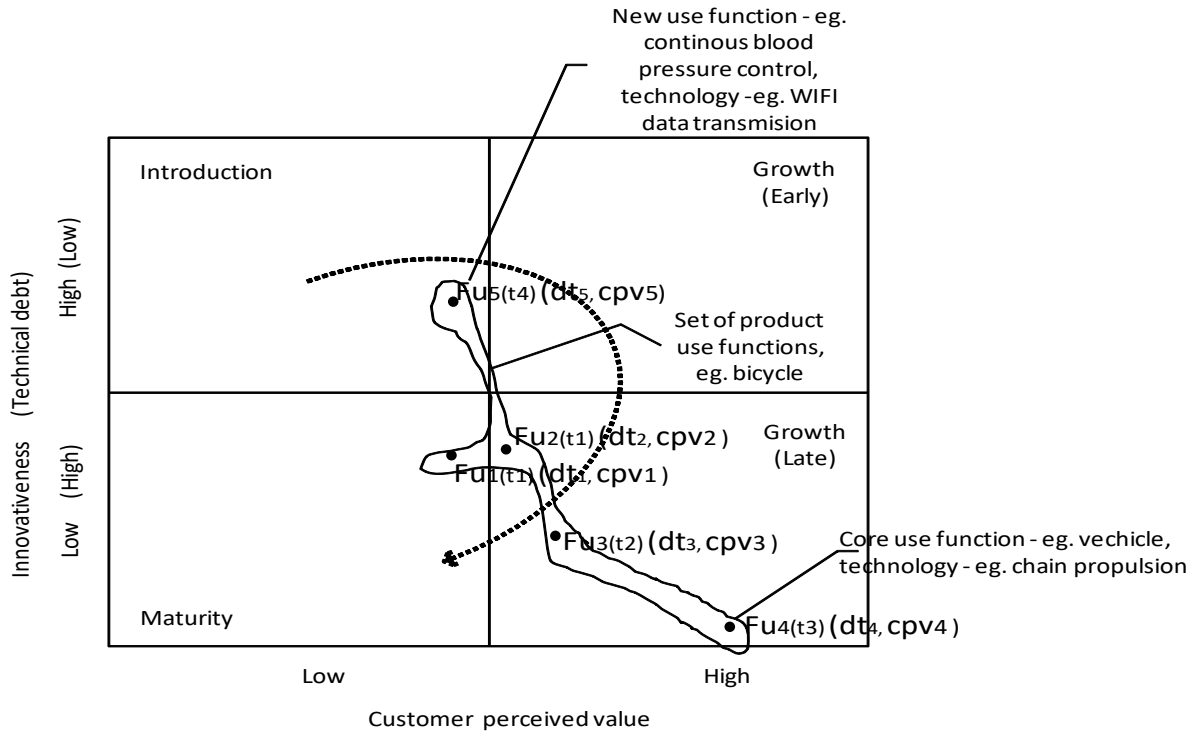 New use function - eg.
continous blood
pressure control,
technology -eg. WIFI
data transmision
Introduction
Growth
(Early)
Fu5(t4) (dt5, cpv5)
Set of product
use functions,
eg. bicycle
Fu2(t1) (dt2, cpv2 )
Growth
(Late)
Fu1(t1) (dt1, cpv1 )
Fu3(t2) (dt3, cpv3 )
Core use function - eg. vechicle,
technology - eg. chain propulsion
Maturity
Fu4(t3) (dt4, cpv4 )
Innovativeness (Technical debt)
Low (High)
High (Low)
Low
High
Customer perceived value